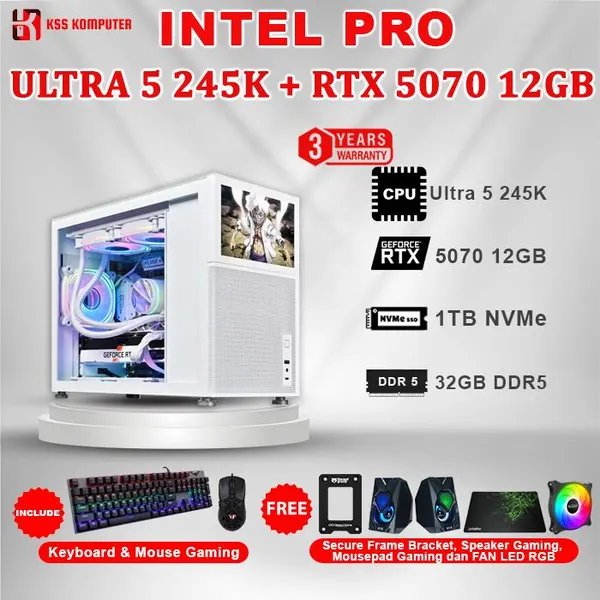 KSS KOMPUTER
INTEL PRO
ULTRA 5 245K + RTX 5070 12GB
3 YEARS
WARRANTY
CPU
Ultra 5 245K
GEFORCE
RTX
5070 12GB
NVMe SSD
1TB NVMe
DDR 5
32GB DDR5
GEFORCE RT
INCLUDE
Keyboard & Mouse Gaming
FREE
Secure Frame Bracket, Speaker Gaming,
Mousepad Gaming dan FAN LED RGB